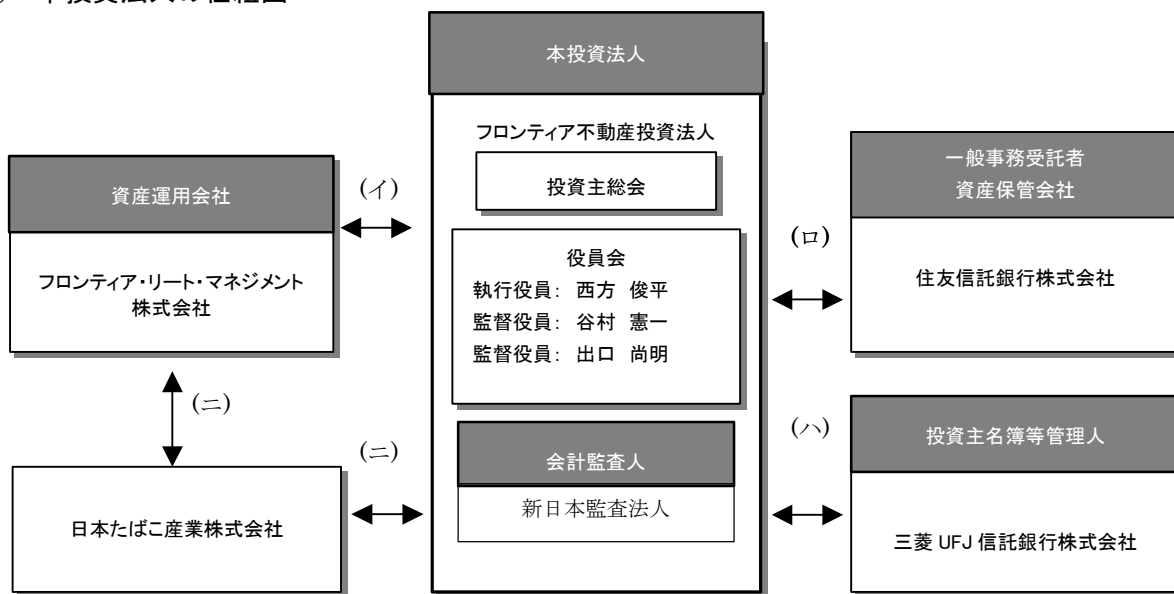 本投資法人の仕組図
本投資法人
フロンティア不動産投資法人
投資主総会
役員会
執行役員: 西方 俊平
監督役員: 谷村 憲一
監督役員: 出口 尚明
会計監査人
新日本監査法人
資産運用会社
フロンティア・リート・マネジメント
株式会社
(イ)
(ニ)
(ニ)
日本たばこ産業株式会社
一般事務受託者
資産保管会社
住友信託銀行株式会社
(ロ)
(ハ)
投資主名簿等管理人
三菱 UFJ 信託銀行株式会社